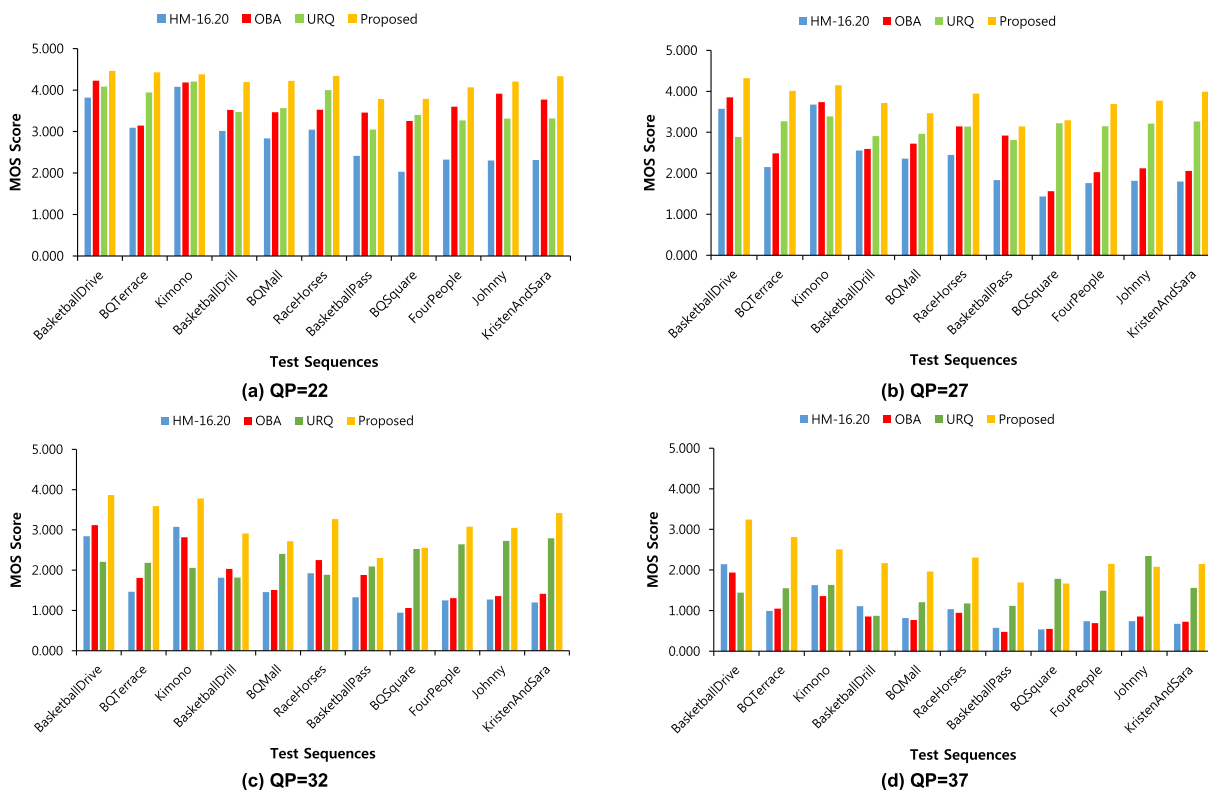 HM-16.20 OBA URQ Proposed
5.000
4.000
3.000
2.000
1.000
0.000
MOS Score
BasketballDrive
BQTerrace
Kimono
BasketballDrill
BQMall
RaceHorses
BasketballPass
BQSquare
FourPeople
Johnny
KristenAndSara
Test Sequences
(a) QP=22
HM-16.20 OBA URQ Proposed
5.000
4.000
3.000
2.000
1.000
0.000
MOS Score
BasketballDrive
BQTerrace
Kimono
BasketballDrill
BQMall
RaceHorses
BasketballPass
BQSquare
FourPeople
Johnny
KristenAndSara
Test Sequences
(b) QP=27
HM-16.20 OBA URQ Proposed
5.000
4.000
3.000
2.000
1.000
0.000
MOS Score
BasketballDrive
BQTerrace
Kimono
BasketballDrill
BQMall
RaceHorses
BasketballPass
BQSquare
FourPeople
Johnny
KristenAndSara
Test Sequences
(c) QP=32
HM-16.20 OBA URQ Proposed
5.000
4.000
3.000
2.000
1.000
0.000
MOS Score
BasketballDrive
BQTerrace
Kimono
BasketballDrill
BQMall
RaceHorses
BasketballPass
BQSquare
FourPeople
Johnny
KristenAndSara
Test Sequences
(d) QP=37